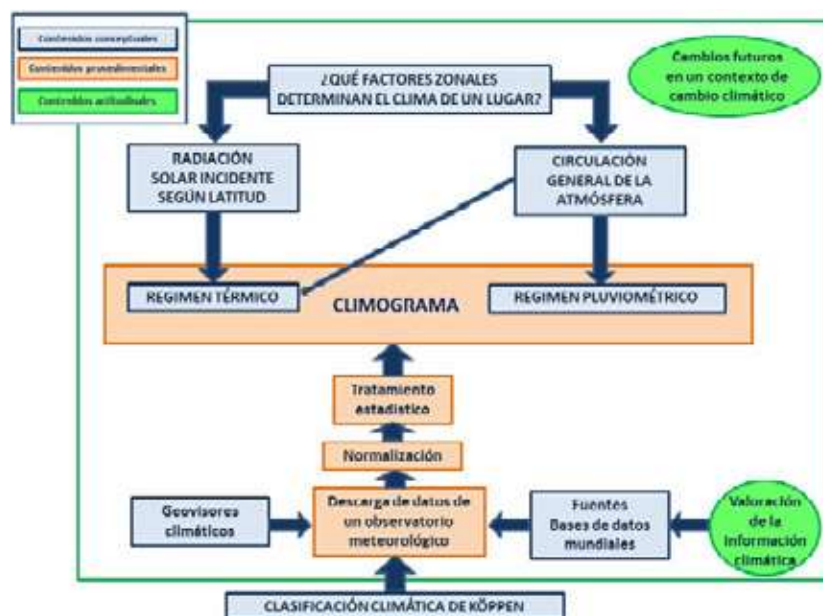 Contenidos conceptuales
Contenidos procedimentales
Contenidos actitudinales
¿QUÉ FACTORES ZONALES
DETERMINAN EL CLIMA DE UN LUGAR?
Cambios futuros
en un contexto de
cambio climático
RADIACIÓN
SOLAR INCIDENTE
SEGÚN LATITUD
CIRCULACIÓN
GENERAL DE LA
ATMÓSFERA
REGIMEN TÉRMICO
CLIMOGRAMA
REGIMEN PLUVIOMÉTRICO
Tratamiento
estadístico
Normalización
Geovisores
climáticos
Descarga de datos de
un observatorio
meteorológico
Fuentes
Bases de datos
mundiales
Valoración
de la
información
climática
CLASIFICACIÓN CLIMÁTICA DE KÖPPEN